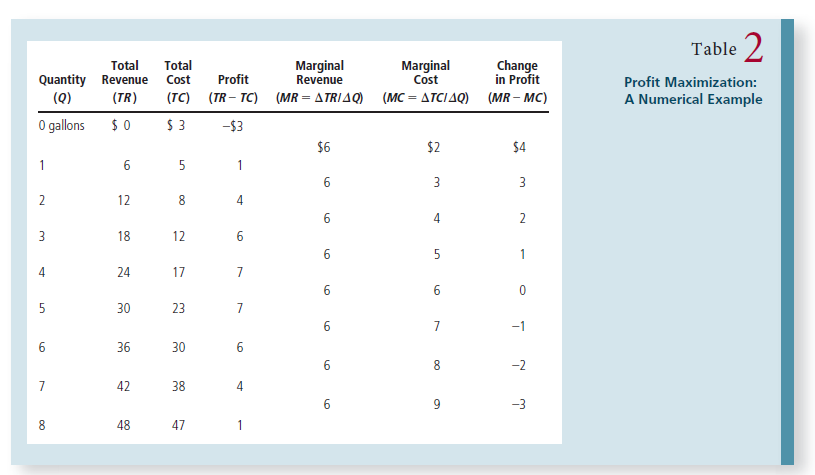 Table 2
Profit Maximization:
A Numerical Example
Total Total Marginal Marginal Change
Quantity Revenue Cost Profit Revenue Cost in Profit
(Q) (TR) (TC) (TR – TC) (MR = ΔTR/ΔQ) (MC = ΔTC/ΔQ) (MR – MC)
0 gallons $ 0 $ 3 –$3
$6 $2 $4
1 6 5 1
6 3 3
2 12 8 4
6 4 2
3 18 12 6
6 5 1
4 24 17 7
6 6 0
5 30 23 7
6 7 –1
6 36 30 6
6 8 –2
7 42 38 4
6 9 –3
8 48 47 1